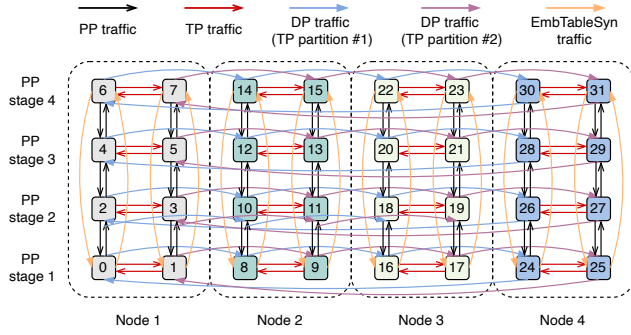 PP traffic
TP traffic
DP traffic
(TP partition #1)
DP traffic
(TP partition #2)
EmbTableSyn
traffic
PP
stage 4
6 7 14 15 22 23 30 31
PP
stage 3
4 5 12 13 20 21 28 29
PP
stage 2
2 3 10 11 18 19 26 27
PP
stage 1
0 1 8 9 16 17 24 25
Node 1 Node 2 Node 3 Node 4